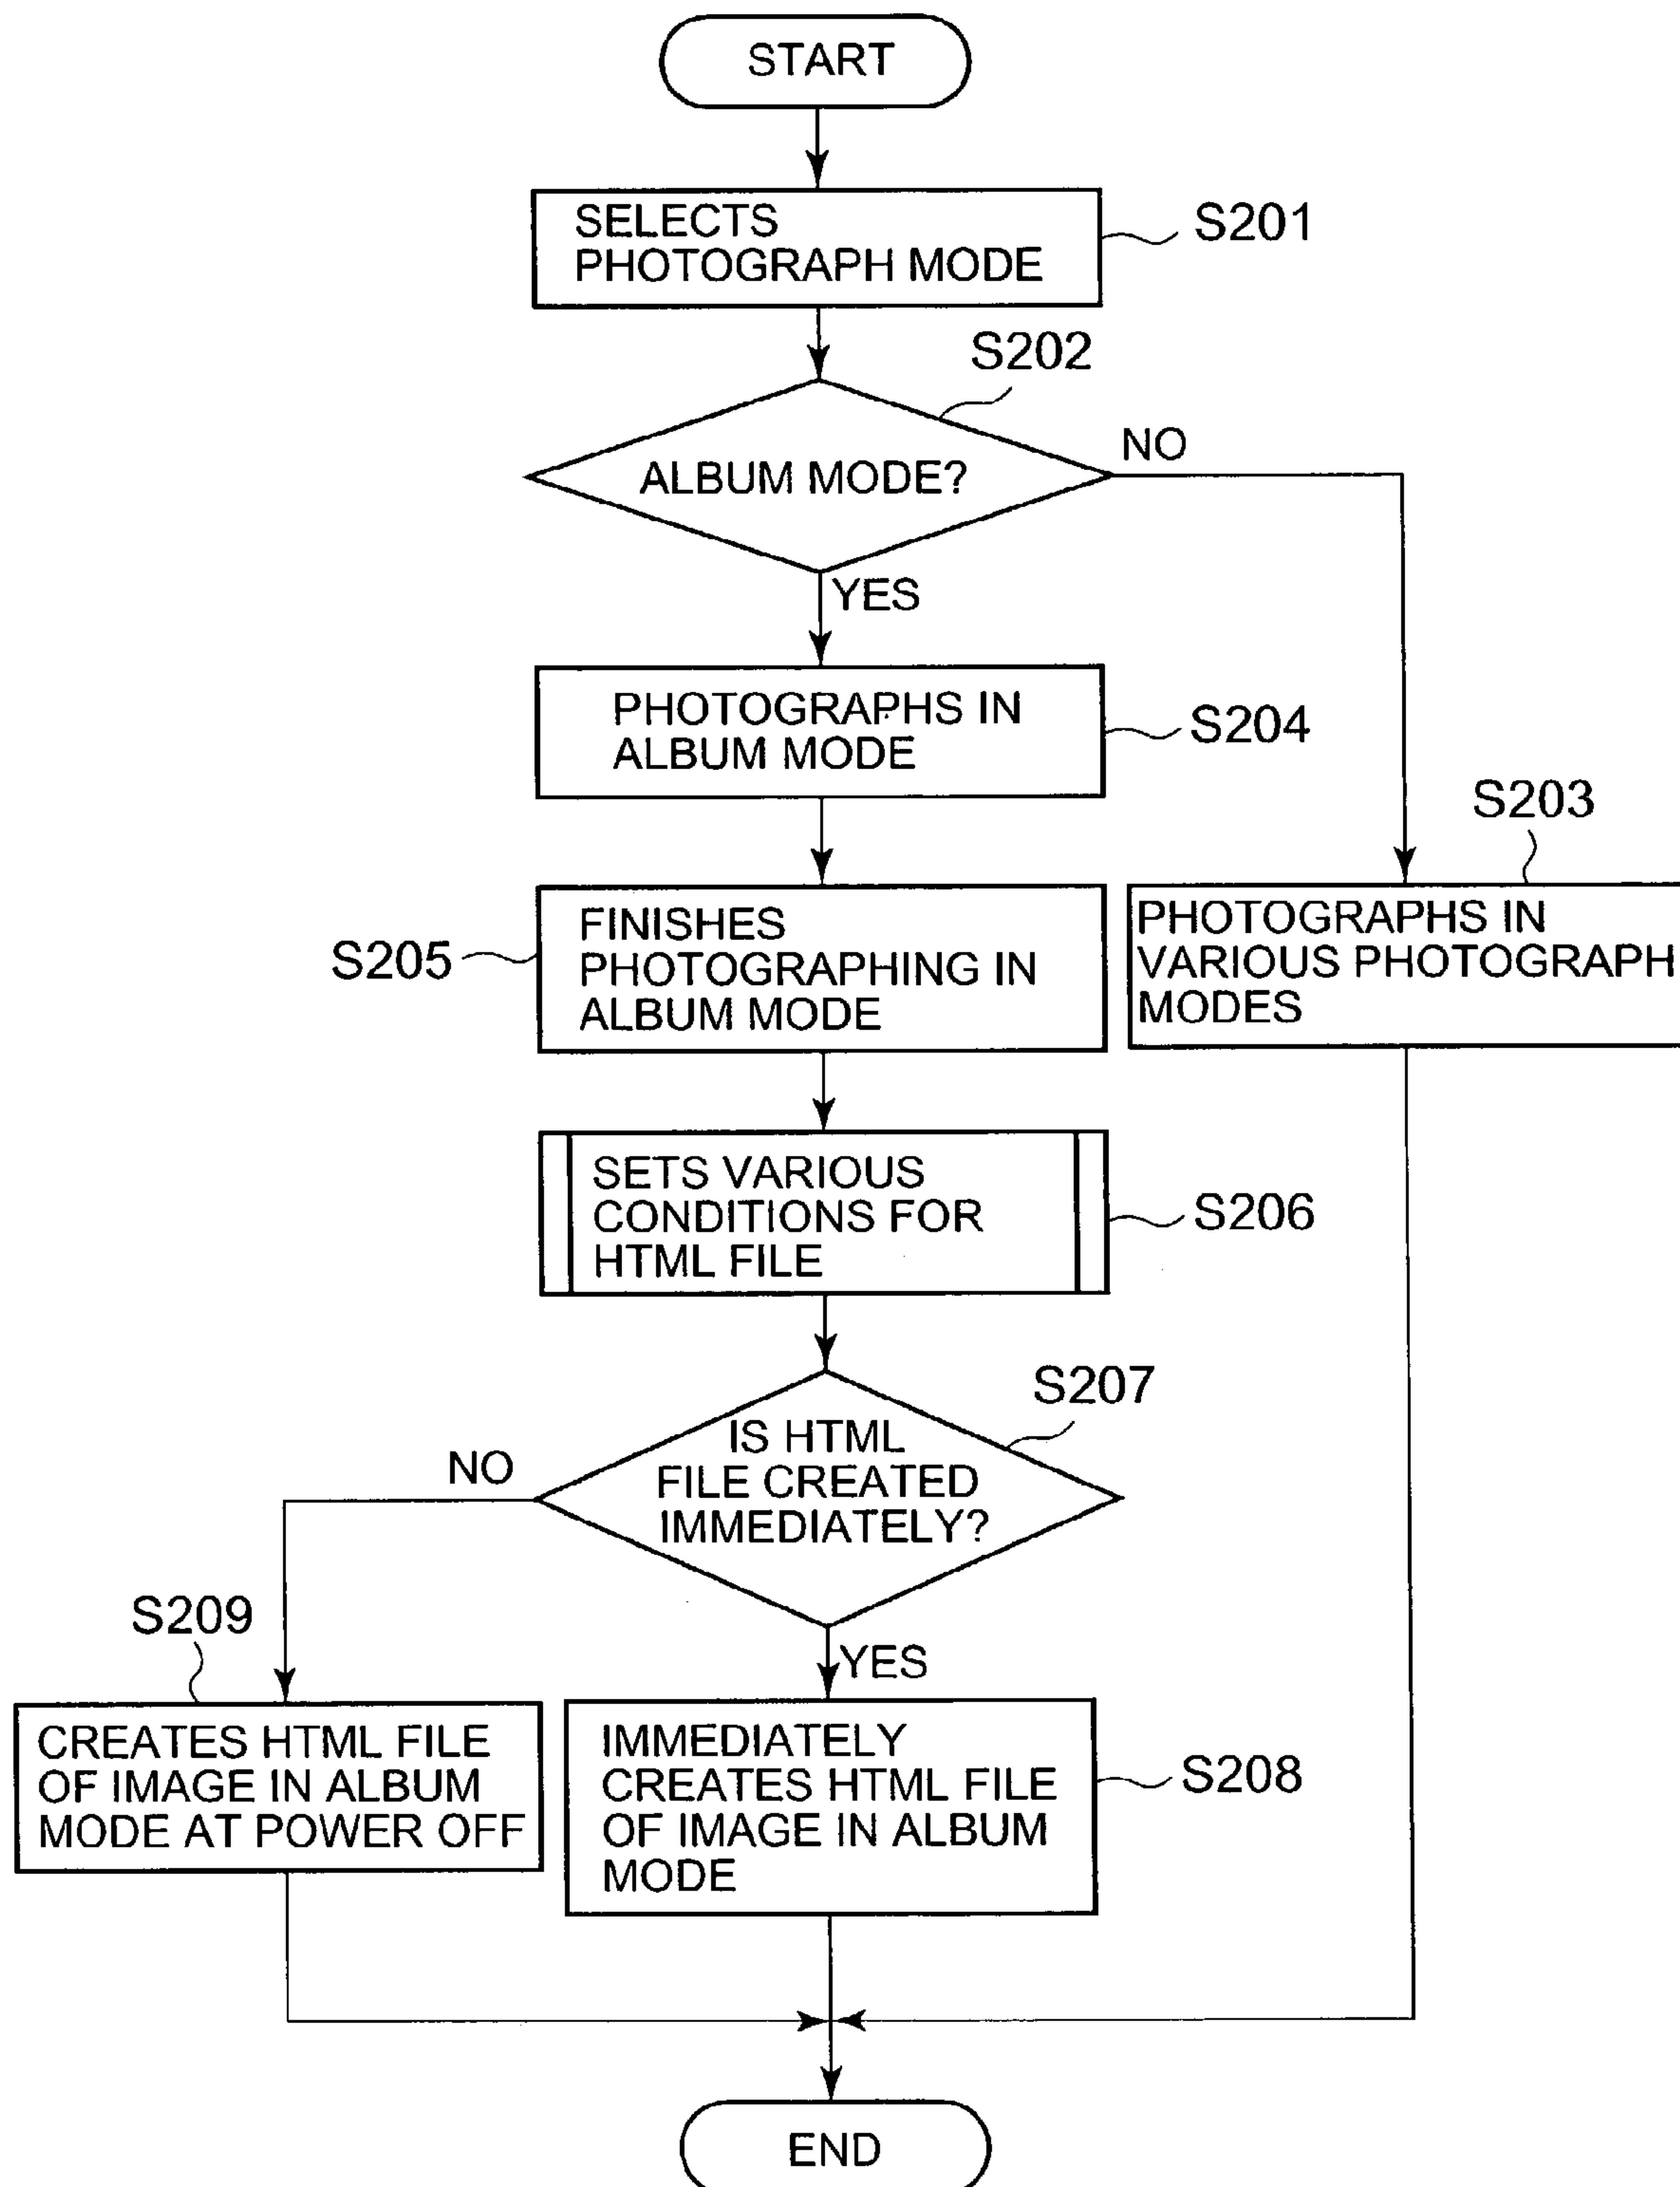 START
SELECTS
PHOTOGRAPH MODE
S201
S202
ALBUM MODE?
NO
YES
PHOTOGRAPHS IN
ALBUM MODE
S204
S203
PHOTOGRAPHS IN
VARIOUS PHOTOGRAPH
MODES
S205
FINISHES
PHOTOGRAPHING IN
ALBUM MODE
SETS VARIOUS
CONDITIONS FOR
HTML FILE
S206
S207
IS HTML
FILE CREATED
IMMEDIATELY?
NO
YES
S209
CREATES HTML FILE
OF IMAGE IN ALBUM
MODE AT POWER OFF
IMMEDIATELY
CREATES HTML FILE
OF IMAGE IN ALBUM
MODE
S208
END